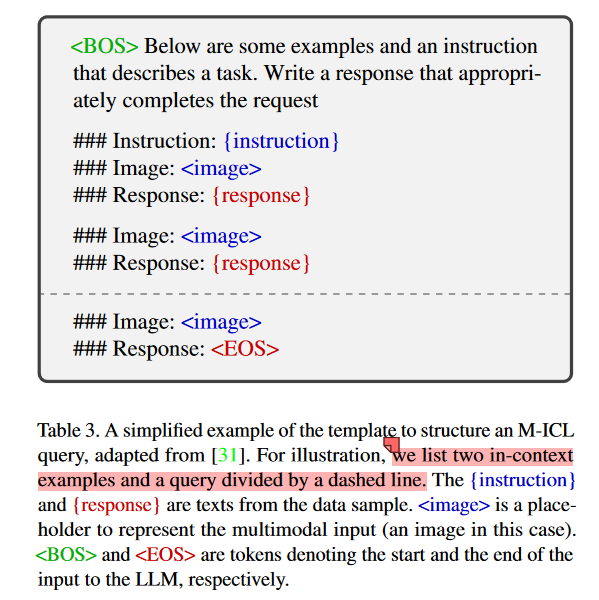 <BOS> Below are some examples and an instruction
that describes a task. Write a response that appropri-
ately completes the request
### Instruction: {instruction}
### Image: <image>
### Response: {response}
### Image: <image>
### Response: {response}
### Image: <image>
### Response: <EOS>
Table 3. A simplified example of the template to structure an M-ICL
query, adapted from [31]. For illustration, we list two in-context
examples and a query divided by a dashed line. The {instruction}
and {response} are texts from the data sample. <image> is a place-
holder to represent the multimodal input (an image in this case).
<BOS> and <EOS> are tokens denoting the start and the end of the
input to the LLM, respectively.